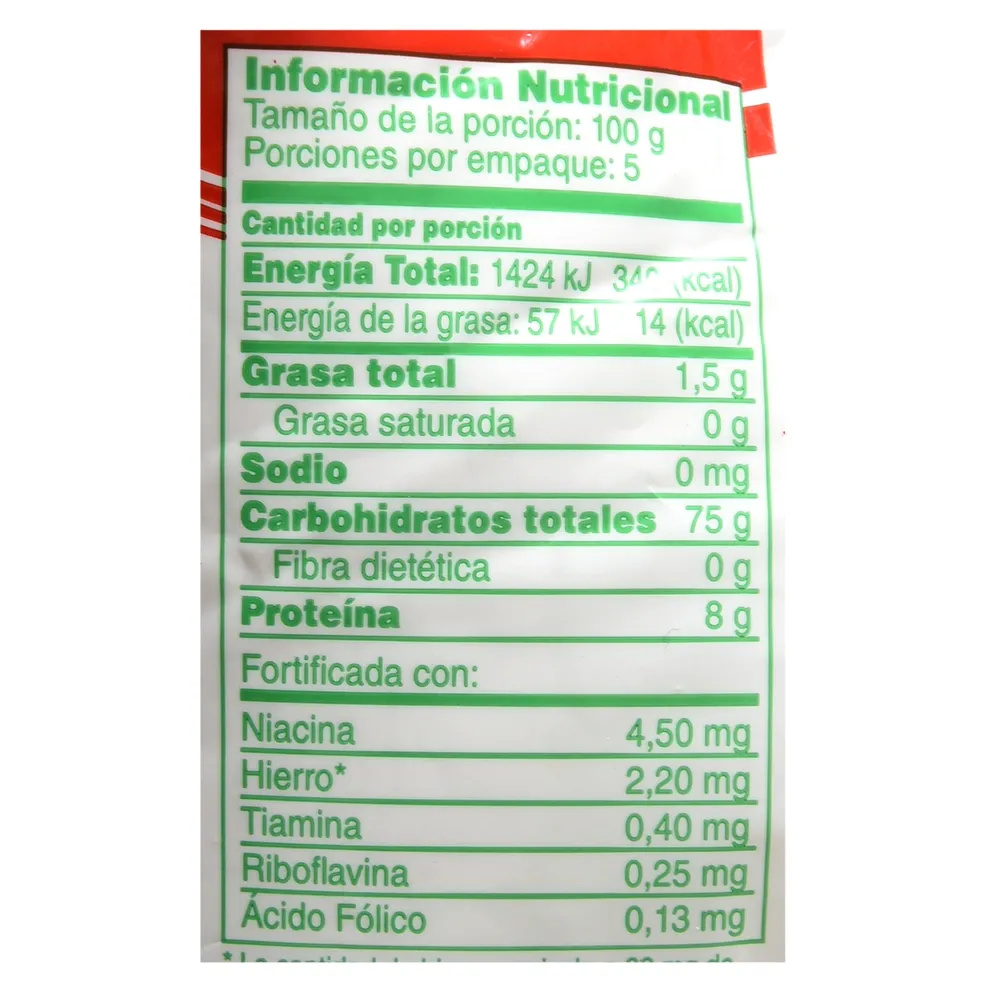 Información Nutricional
Tamaño de la porción: 100 g
Porciones por empaque: 5
Cantidad por porción
Energía Total: 1424 kJ (kcal)
Energía de la grasa: 57 kJ 14 (kcal)
Grasa total 1,5 g
Grasa saturada 0 g
Sodio 0 mg
Carbohidratos totales 75 g
Fibra dietética 0 g
Proteína 8 g
Fortificada con:
Niacina 4,50 mg
Hierro* 2,20 mg
Tiamina 0,40 mg
Riboflavina 0,25 mg
Ácido Fólico 0,13 mg